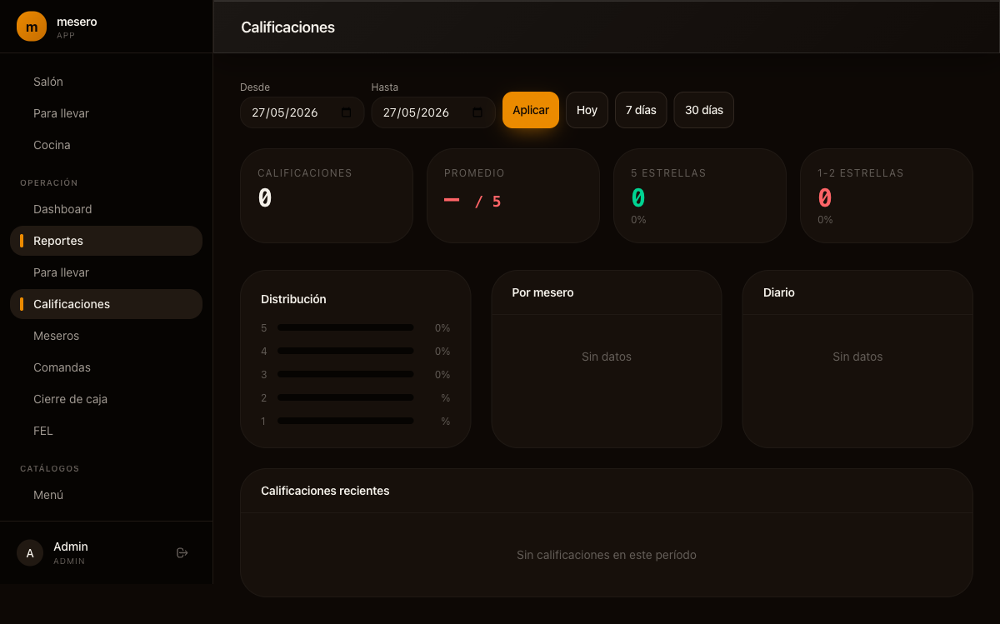 m
mesero
APP
Salón
Para llevar
Cocina
OPERACIÓN
Dashboard
Reportes
Para llevar
Calificaciones
Meseros
Comandas
Cierre de caja
FEL
CATÁLOGOS
Menú
A
Admin
ADMIN
Calificaciones
Desde
27/05/2026
Hasta
27/05/2026
Aplicar
Hoy
7 días
30 días
CALIFICACIONES
0
PROMEDIO
— / 5
5 ESTRELLAS
0
0%
1-2 ESTRELLAS
0
0%
Distribución
5 0%
4 0%
3 0%
2 %
1 %
Por mesero
Sin datos
Diario
Sin datos
Calificaciones recientes
Sin calificaciones en este período